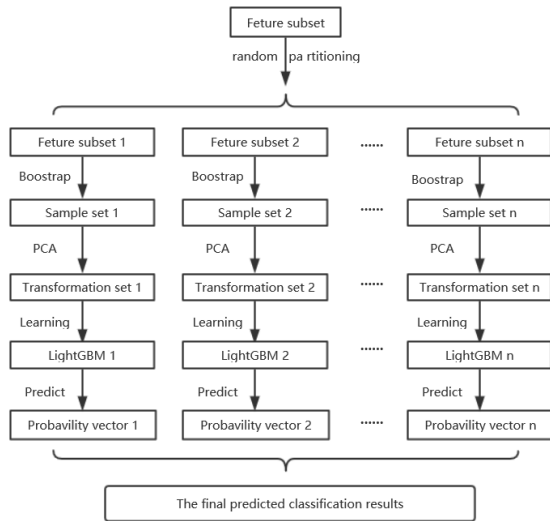 Feture subset
random pa rtitioning
Feture subset 1 Feture subset 2 ...... Feture subset n
Boostrap Boostrap Boostrap
Sample set 1 Sample set 2 ...... Sample set n
PCA PCA PCA
Transformation set 1 Transformation set 2 ...... Transformation set n
Learning Learning Learning
LightGBM 1 LightGBM 2 ...... LightGBM n
Predict Predict Predict
Probavility vector 1 Probavility vector 2 ...... Probavility vector n
The final predicted classification results